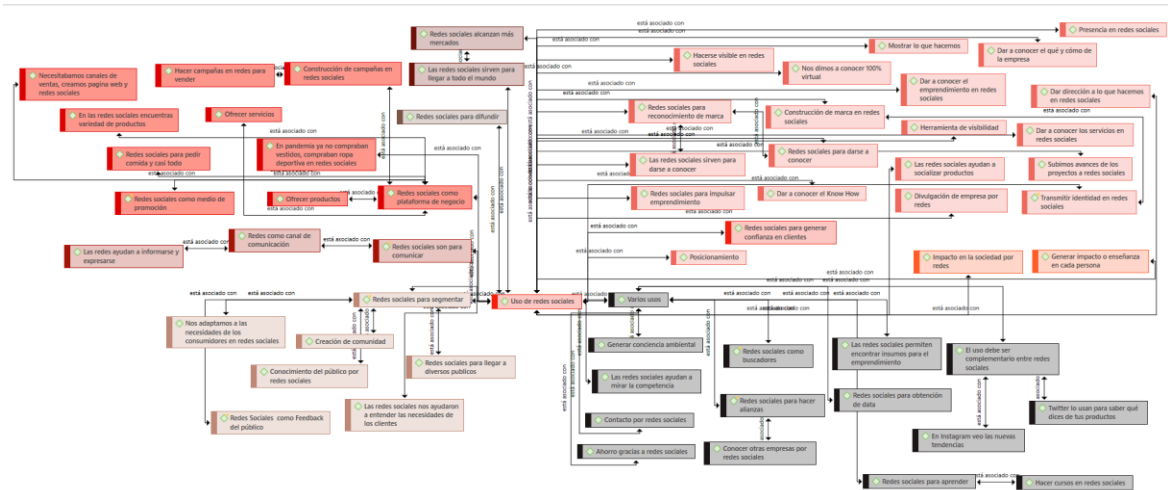 está asociado con
Redes sociales alcanzan más
mercados
está asociado con
Presencia en redes sociales
Mostrar lo que hacemos
Dar a conocer el qué y cómo de
la empresa
Hacerse visible en redes
sociales
Nos dimos a conocer 100%
virtual
Necesitabamos canales de
ventas, creamos pagina web y
redes sociales
Hacer campañas en redes para
vender
Construcción de campañas en
redes sociales
Las redes sociales sirven para
llegar a todo el mundo
Dar a conocer el
emprendimiento en redes
sociales
Dar dirección a lo que hacemos
en redes sociales
En las redes sociales encuentras
variedad de productos
Ofrecer servicios
Redes sociales para difundir
Redes sociales para
reconocimiento de marca
Construcción de marca en redes
sociales
Herramienta de visibilidad
Dar a conocer los servicios en
redes sociales
Redes sociales para pedir
comida y casi todo
En pandemia ya no compraban
vestidos, compraban ropa
deportiva en redes sociales
Las redes sociales sirven para
darse a conocer
Redes sociales para darse a
conocer
Las redes sociales ayudan a
socializar productos
Subimos avances de los
proyectos a redes sociales
Redes sociales como medio de
promoción
Ofrecer productos
Redes sociales como
plataforma de negocio
Redes sociales para impulsar
emprendimiento
Dar a conocer el Know How
Divulgación de empresa por
redes sociales
Transmitir identidad en redes
sociales
Las redes ayudan a informarse y
expresarse
Redes como canal de
comunicación
Redes sociales son para
comunicar
Redes sociales para generar
confianza en clientes
Posicionamiento
Impacto en la sociedad por
redes
Generar impacto o enseñanza
en cada persona
Redes sociales para segmentar
está asociado con
Uso de redes sociales
está asociado con
Varios usos
Nos adaptamos a las
necesidades de los
consumidores en redes sociales
Creación de comunidad
Conocimiento del público por
redes sociales
Redes sociales para llegar a
diversos publicos
Redes Sociales como Feedback
del público
Las redes sociales nos ayudaron
a entender las necesidades de
los clientes
Generar conciencia ambiental
Las redes sociales ayudan a
mirar la competencia
Contacto por redes sociales
Ahorro gracias a redes sociales
Redes sociales como
buscadores
Redes sociales para hacer
alianzas
Conocer otras empresas por
redes sociales
Las redes sociales permiten
encontrar insumos para el
emprendimiento
Redes sociales para obtención
de data
El uso debe ser
complementario entre redes
sociales
Twitter lo usan para saber qué
dices de tus productos
En Instagram veo las nuevas
tendencias
Redes sociales para aprender
está asociado con
Hacer cursos en redes sociales